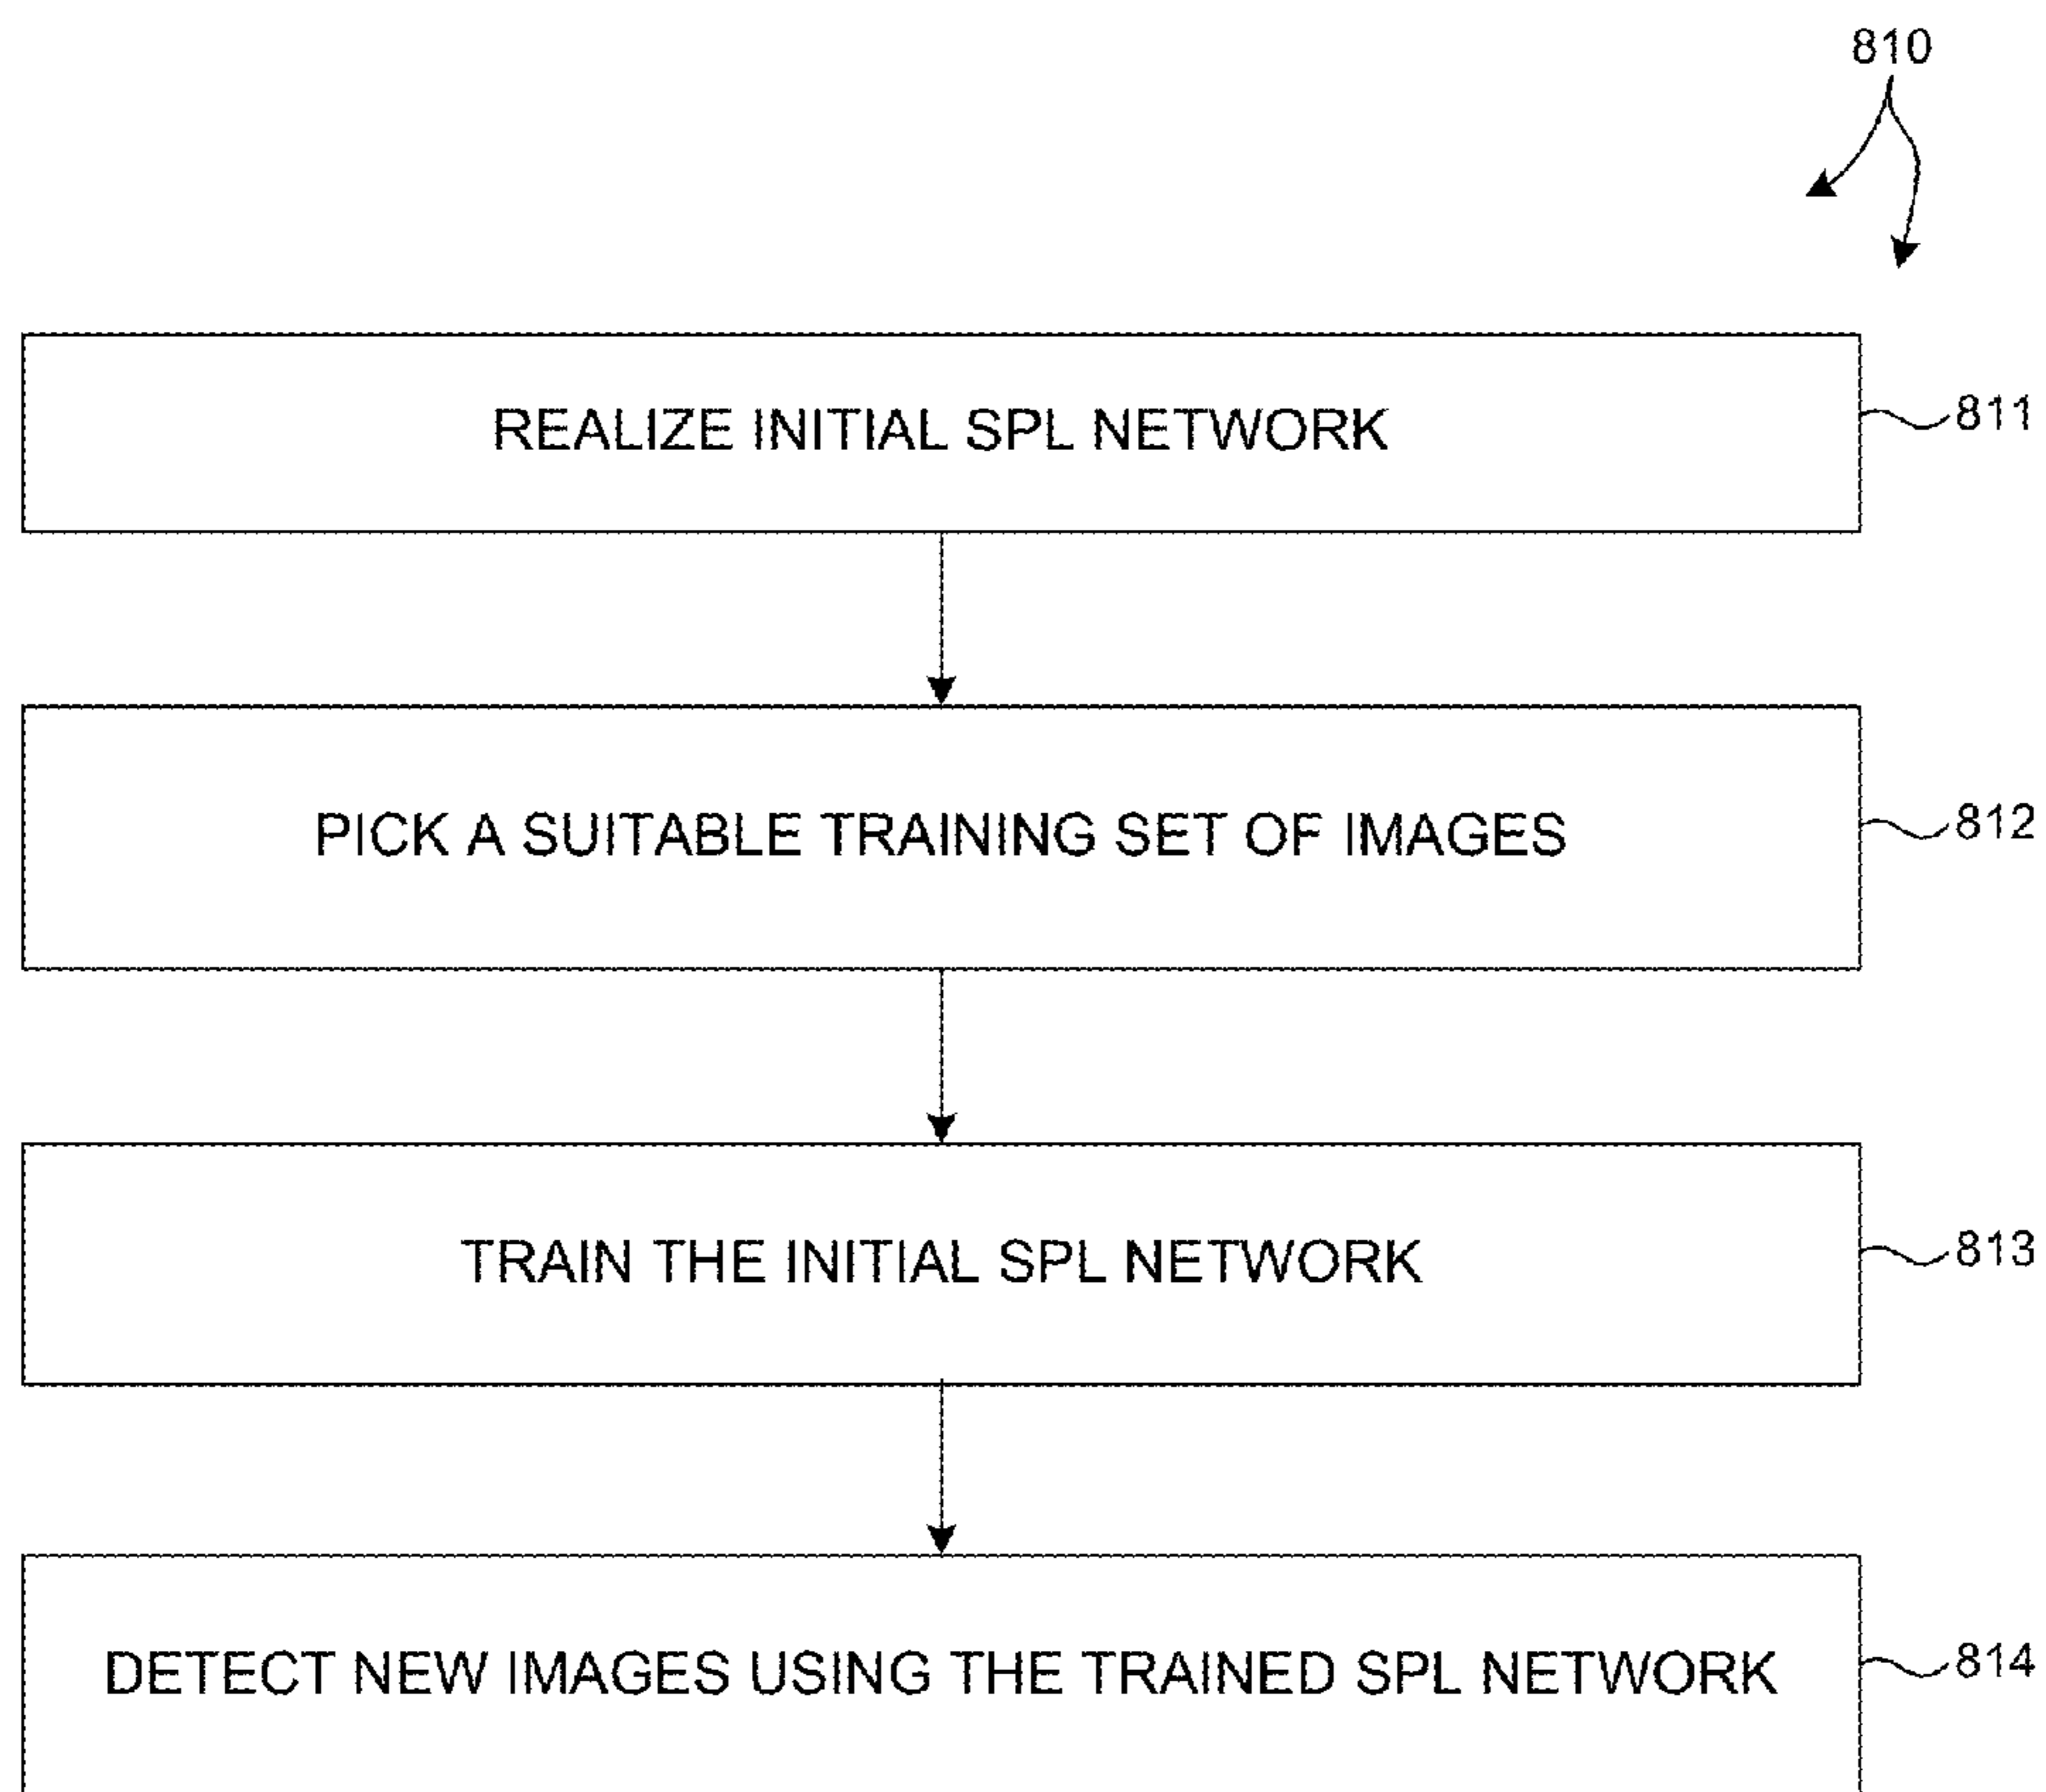 810
REALIZE INITIAL SPL NETWORK
811
PICK A SUITABLE TRAINING SET OF IMAGES
812
TRAIN THE INITIAL SPL NETWORK
813
DETECT NEW IMAGES USING THE TRAINED SPL NETWORK
814